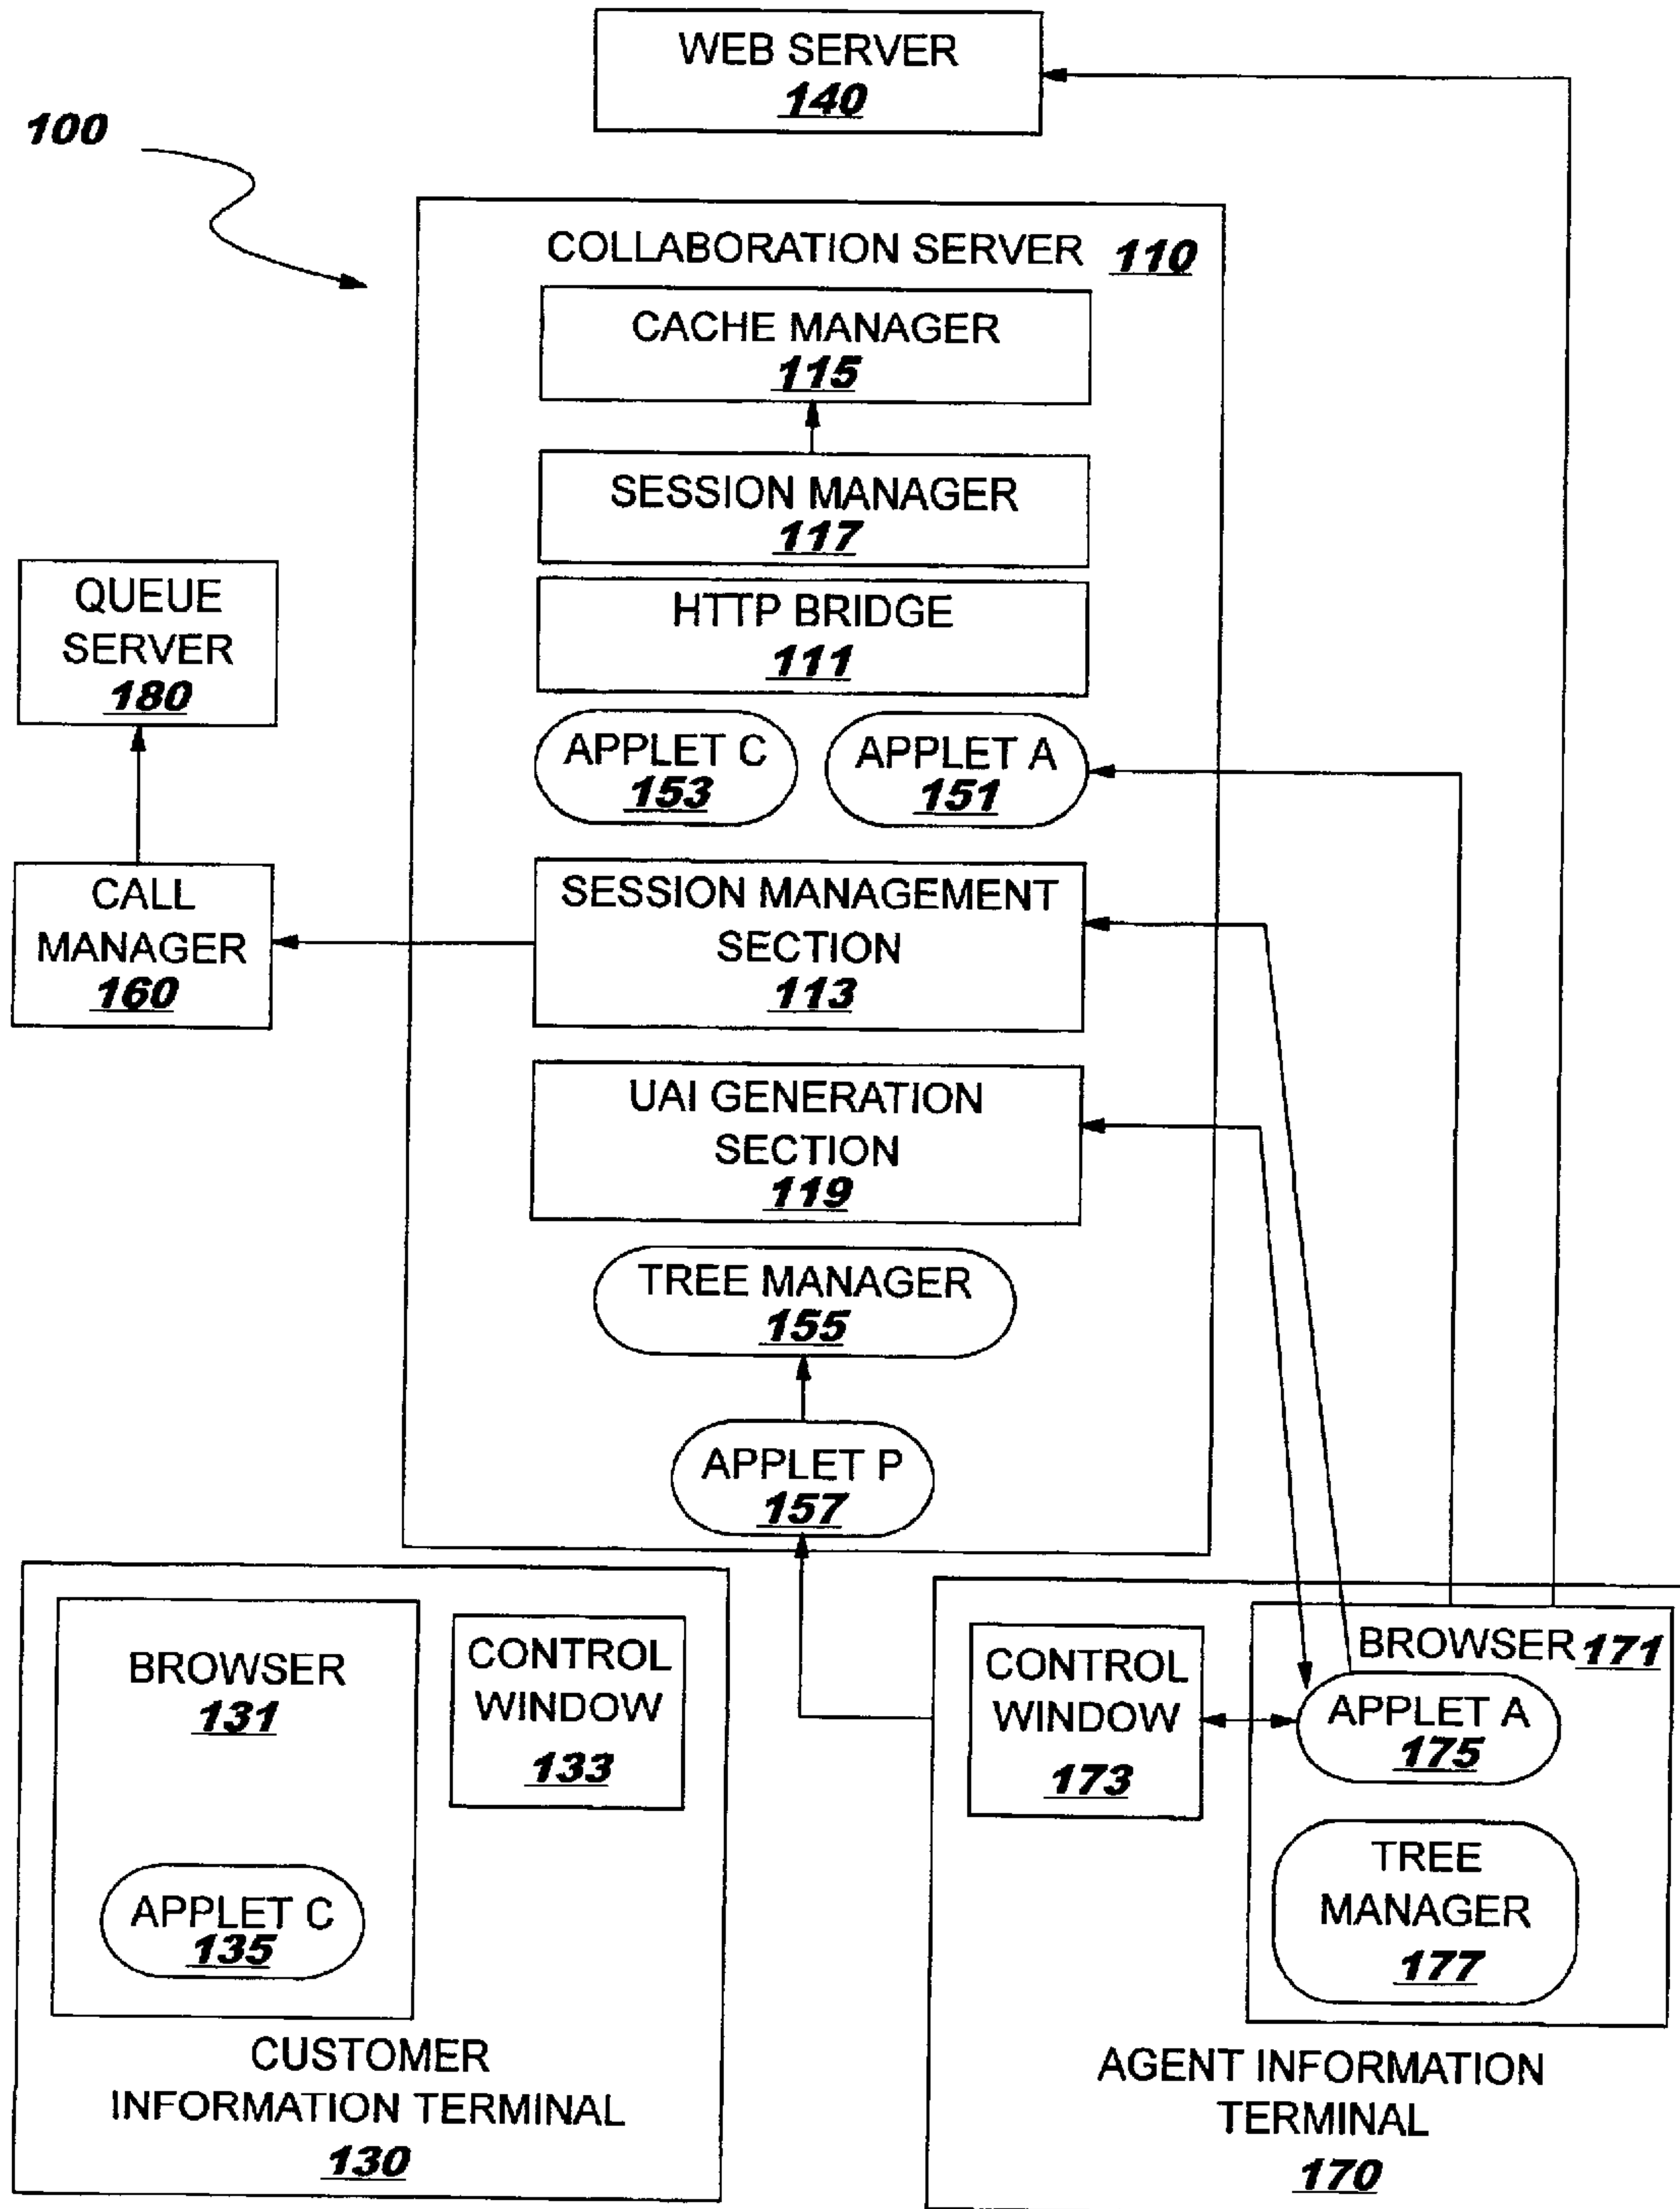 WEB SERVER
140
100
COLLABORATION SERVER 110
CACHE MANAGER
115
SESSION MANAGER
117
HTTP BRIDGE
111
QUEUE
SERVER
180
APPLET C
153
APPLET A
151
CALL
MANAGER
160
SESSION MANAGEMENT
SECTION
113
UAI GENERATION
SECTION
119
TREE MANAGER
155
APPLET P
157
BROWSER
131
CONTROL
WINDOW
133
APPLET C
135
CUSTOMER
INFORMATION TERMINAL
130
CONTROL
WINDOW
173
BROWSER 171
APPLET A
175
TREE
MANAGER
177
AGENT INFORMATION
TERMINAL
170